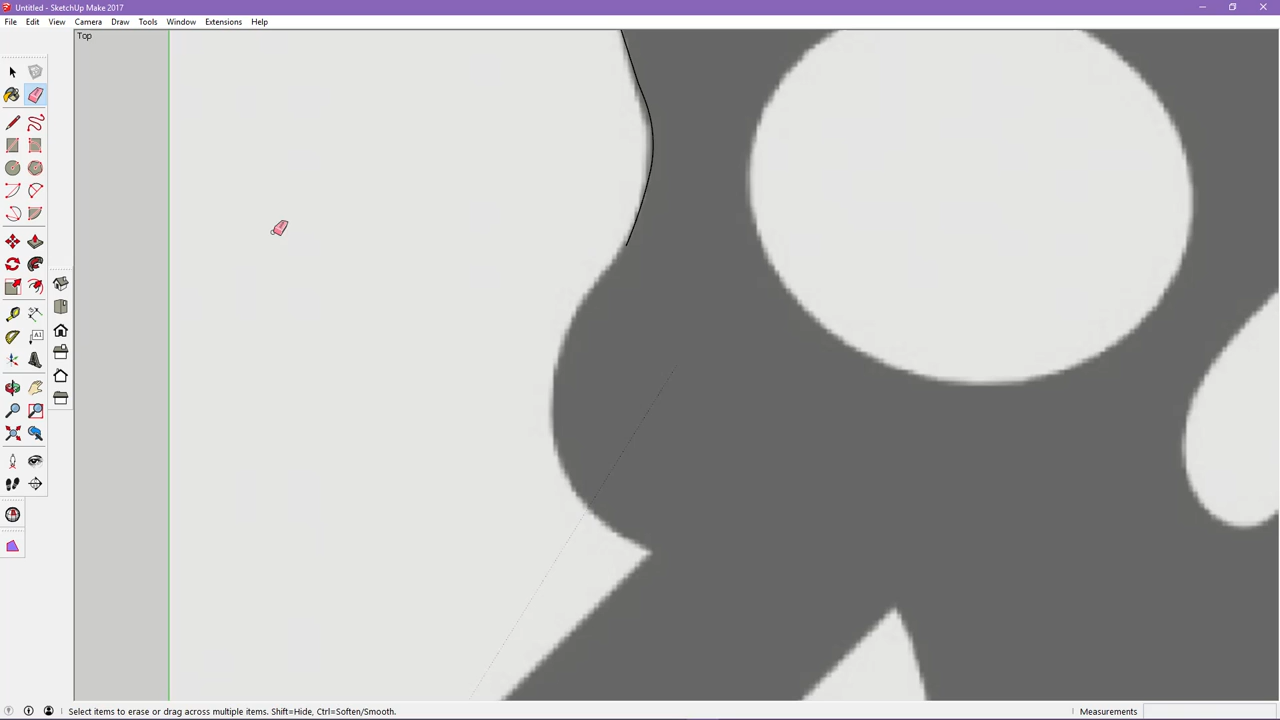 Untitled - SketchUp Make 2017
File Edit View Camera Draw Tools Window Extensions Help
Top
A1
Select items to erase or drag across multiple items. Shift=Hide, Ctrl=Soften/Smooth.
Measurements